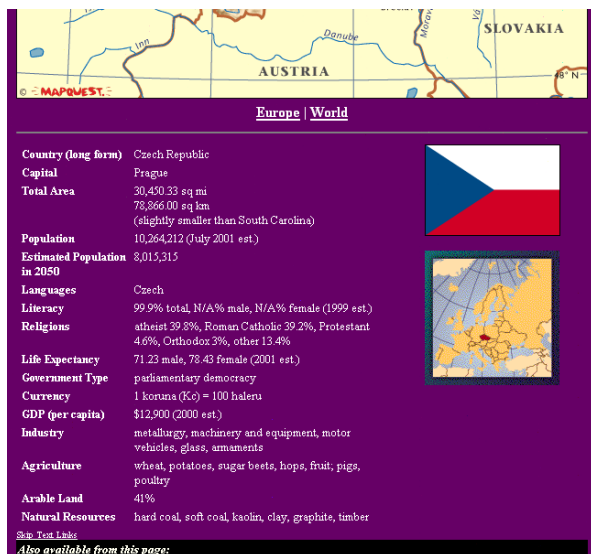 SLOVAKIA
Inn
Danube
Morava
AUSTRIA
48° N
© MAPQUEST.
Europe | World
Country (long form) Czech Republic
Capital Prague
Total Area 30,450.33 sq mi
78,866.00 sq km
(slightly smaller than South Carolina)
Population 10,264,212 (July 2001 est.)
Estimated Population 8,015,315
in 2050
Languages Czech
Literacy 99.9% total, N/A% male, N/A% female (1999 est.)
Religions atheist 39.8%, Roman Catholic 39.2%, Protestant
4.6%, Orthodox 3%, other 13.4%
Life Expectancy 71.23 male, 78.43 female (2001 est.)
Government Type parliamentary democracy
Currency 1 koruna (Kc) = 100 haleru
GDP (per capita) $12,900 (2000 est.)
Industry metallurgy, machinery and equipment, motor
vehicles, glass, armaments
Agriculture wheat, potatoes, sugar beets, hops, fruit; pigs,
poultry
Arable Land 41%
Natural Resources hard coal, soft coal, kaolin, clay, graphite, timber
Skip Text Links
Also available from this page: